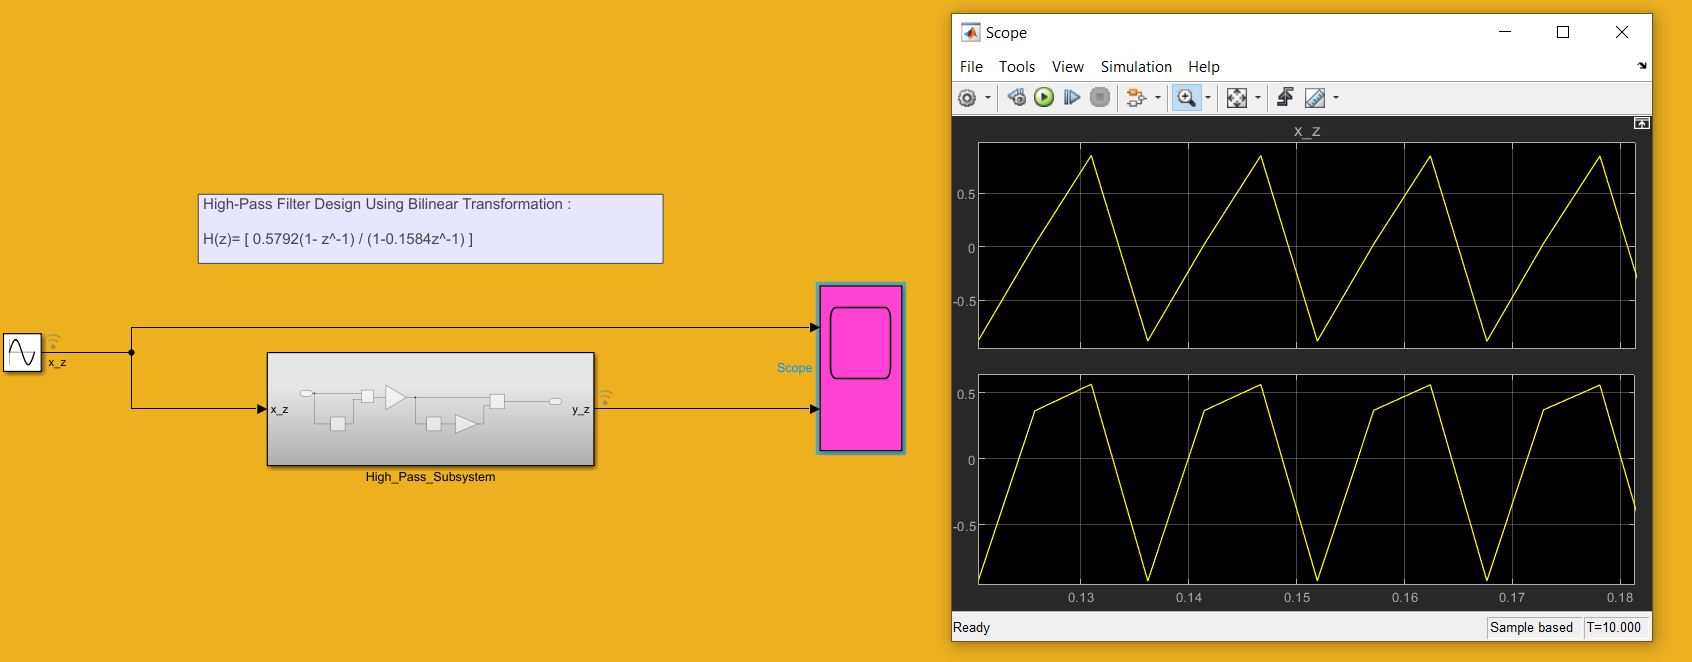 High-Pass Filter Design Using Bilinear Transformation :
H(z)= [ 0.5792(1- z^-1) / (1-0.1584z^-1) ]
x_z
x_z
y_z
High_Pass_Subsystem
Scope
Scope
File Tools View Simulation Help
x_z
0.5
0
-0.5
0.5
0
-0.5
0.13 0.14 0.15 0.16 0.17 0.18
Ready
Sample based
T=10.000